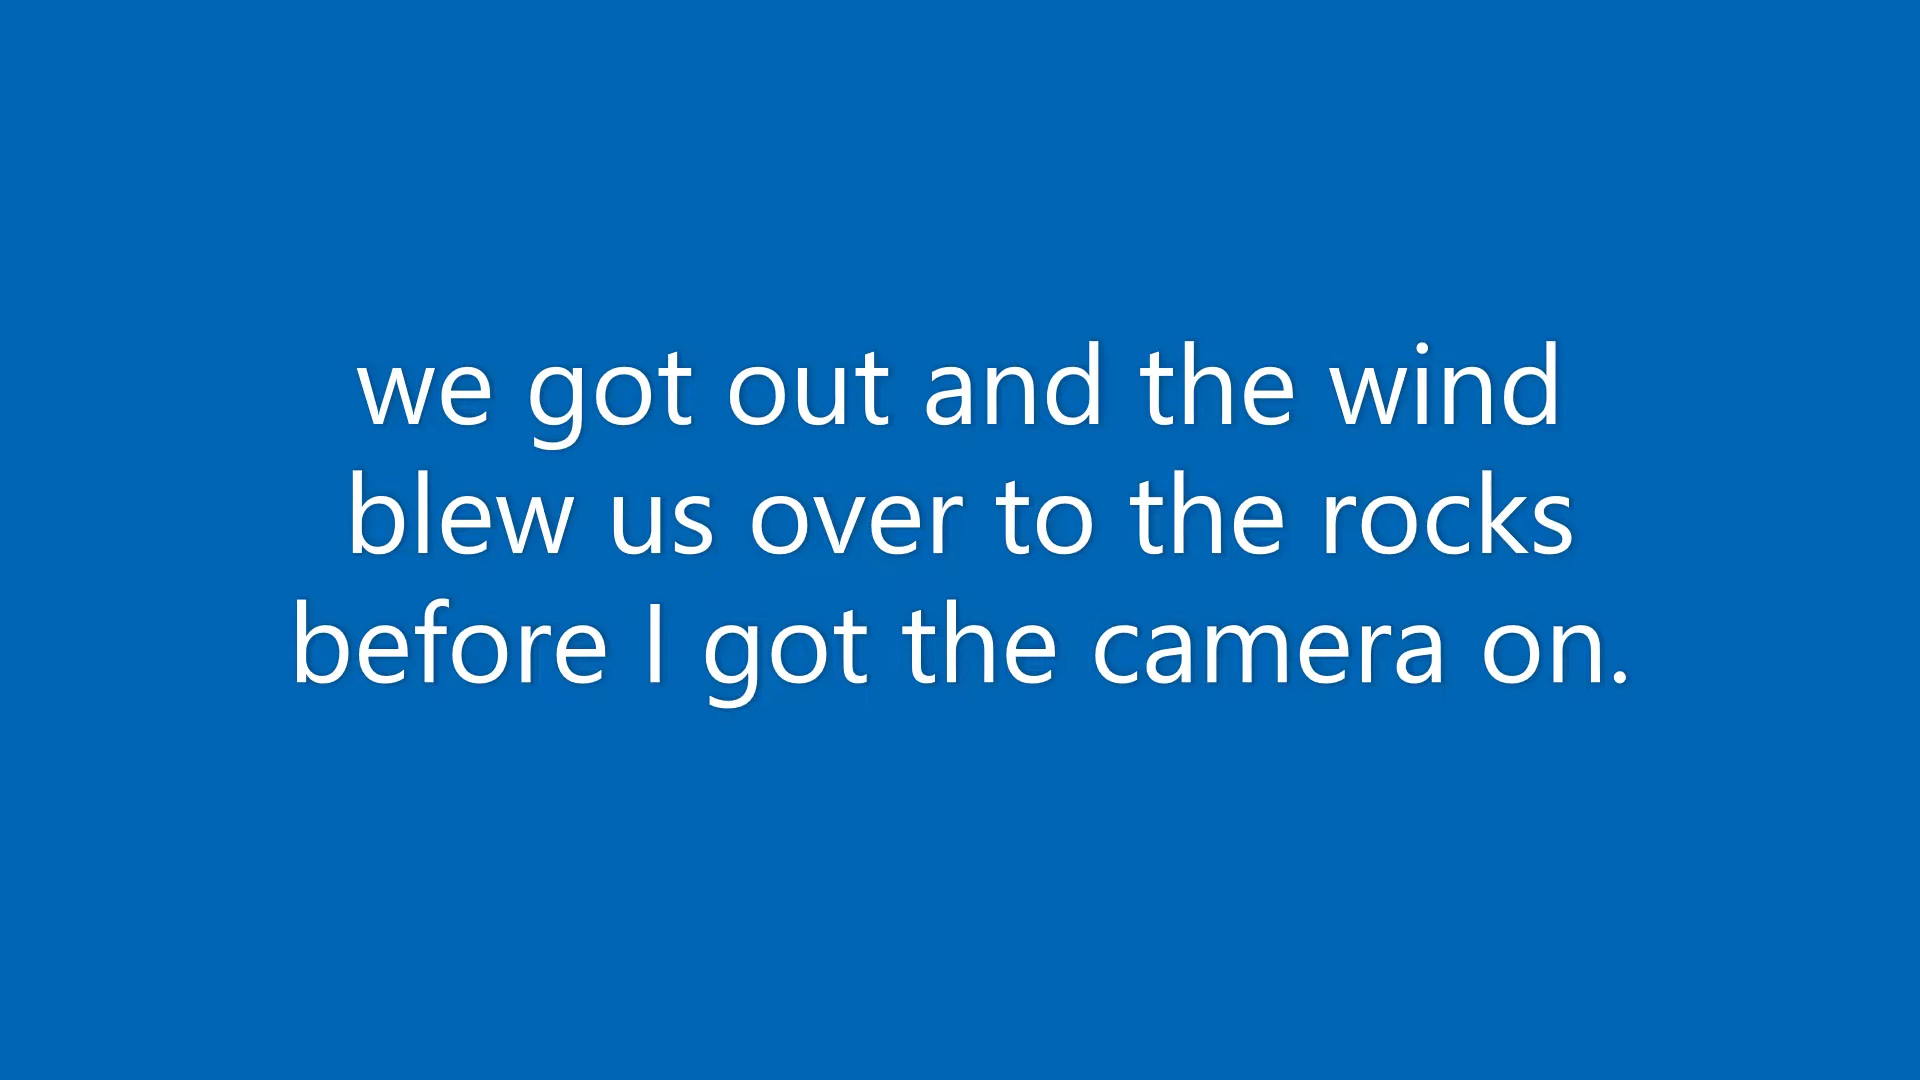 we got out and the wind
blew us over to the rocks
before I got the camera on.